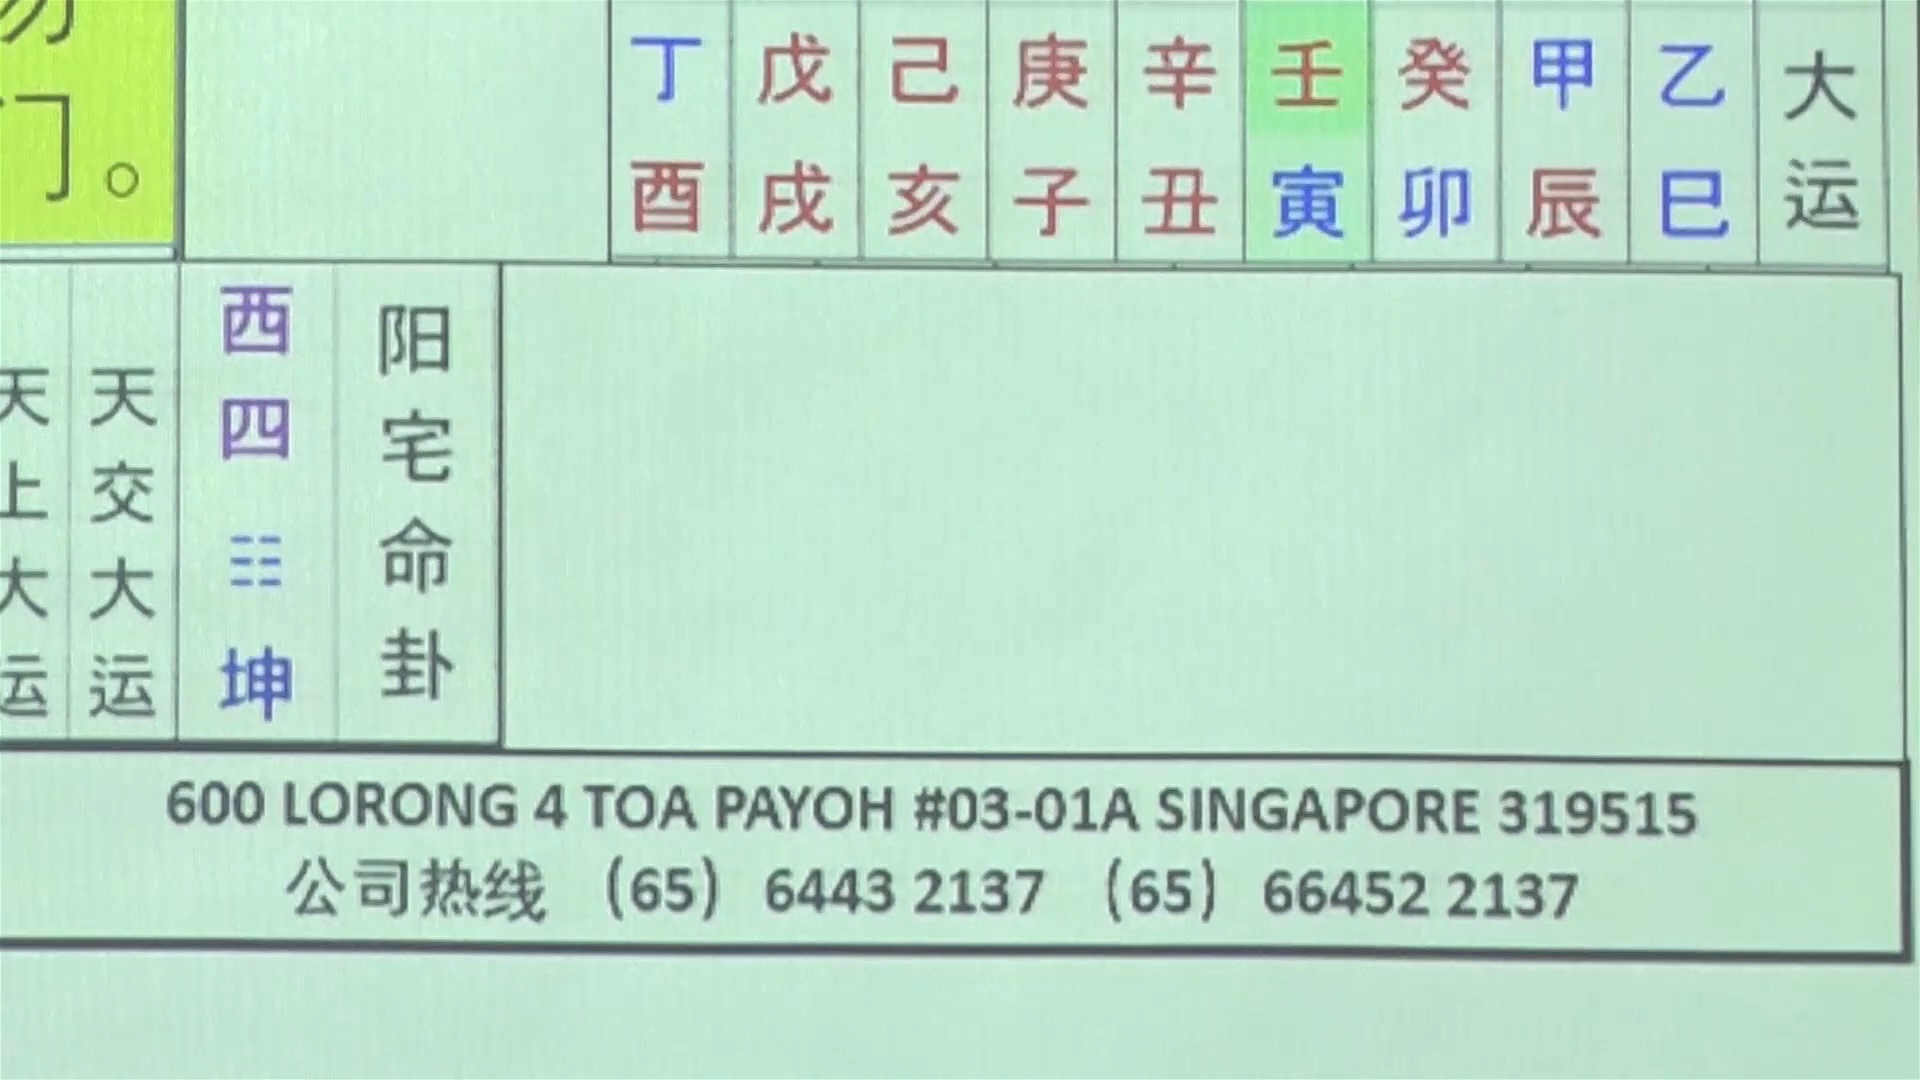 丁 戊 己 庚 辛 壬 癸 甲 乙 大
酉 戌 亥 子 丑 寅 卯 辰 巳 运
门。
天上大运
天交大运
西四☷坤
阳宅命卦
600 LORONG 4 TOA PAYOH #03-01A SINGAPORE 319515
公司热线 (65) 6443 2137 (65) 66452 2137